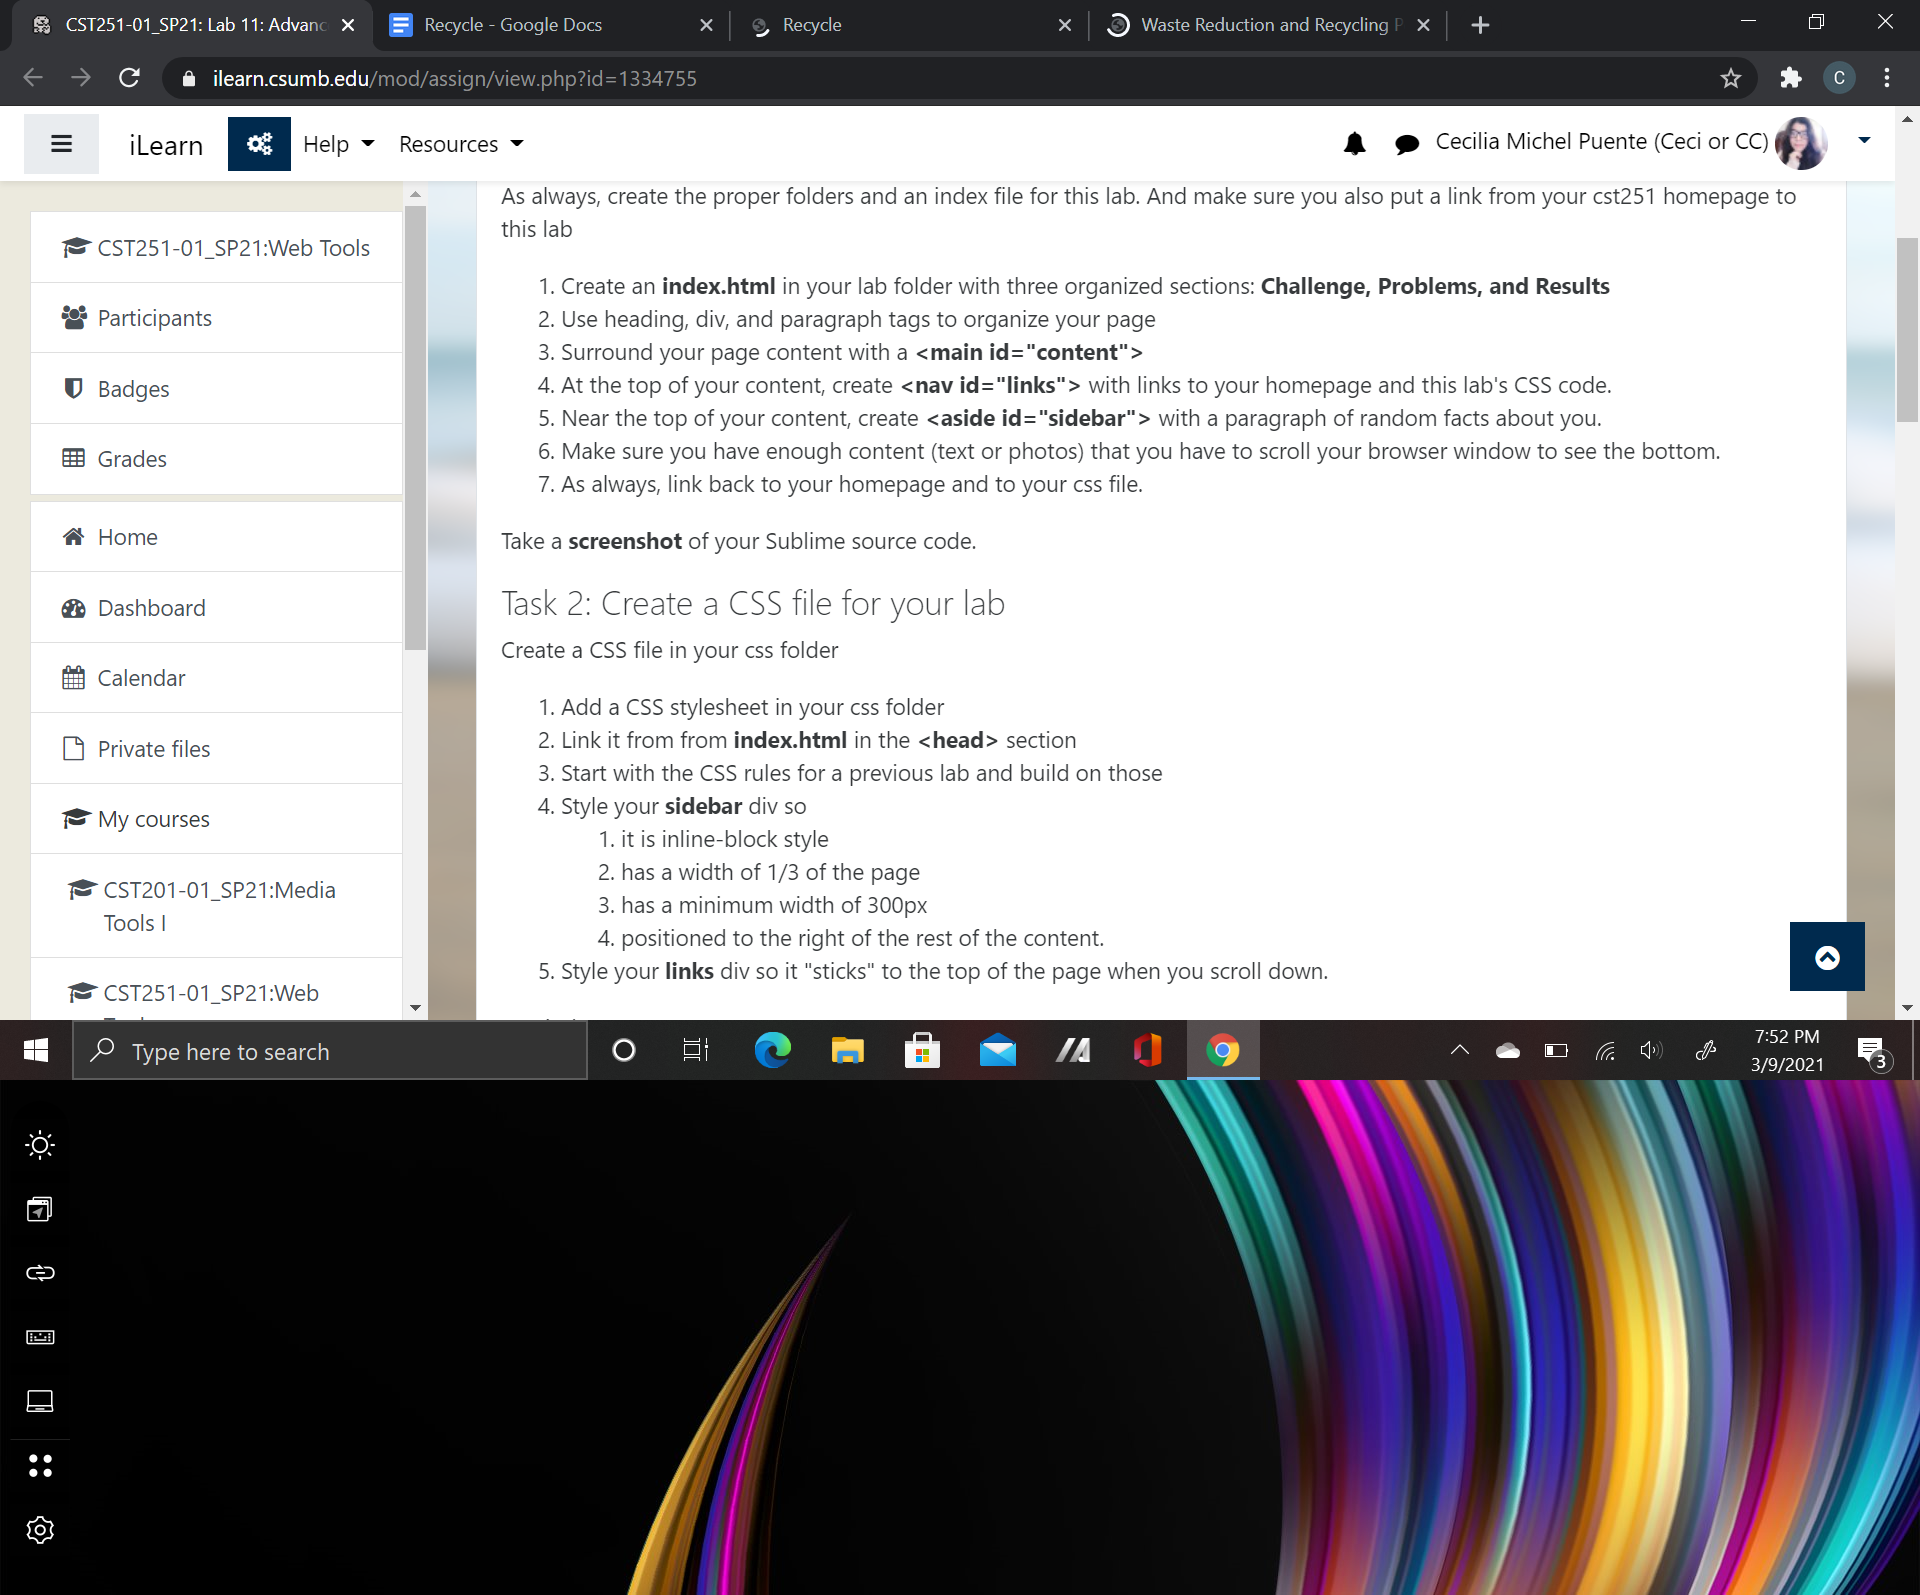 CST251-01_SP21: Lab 11: Advanc
Recycle - Google Docs
Recycle
Waste Reduction and Recycling P
ilearn.csumb.edu/mod/assign/view.php?id=1334755
C
iLearn
Help
Resources
Cecilia Michel Puente (Ceci or CC)
CST251-01_SP21:Web Tools
Participants
Badges
Grades
Home
Dashboard
Calendar
Private files
My courses
CST201-01_SP21:Media
Tools I
CST251-01_SP21:Web
As always, create the proper folders and an index file for this lab. And make sure you also put a link from your cst251 homepage to
this lab
1. Create an index.html in your lab folder with three organized sections: Challenge, Problems, and Results
2. Use heading, div, and paragraph tags to organize your page
3. Surround your page content with a <main id="content">
4. At the top of your content, create <nav id="links"> with links to your homepage and this lab's CSS code.
5. Near the top of your content, create <aside id="sidebar"> with a paragraph of random facts about you.
6. Make sure you have enough content (text or photos) that you have to scroll your browser window to see the bottom.
7. As always, link back to your homepage and to your css file.
Take a screenshot of your Sublime source code.
Task 2: Create a CSS file for your lab
Create a CSS file in your css folder
1. Add a CSS stylesheet in your css folder
2. Link it from from index.html in the <head> section
3. Start with the CSS rules for a previous lab and build on those
4. Style your sidebar div so
1. it is inline-block style
2. has a width of 1/3 of the page
3. has a minimum width of 300px
4. positioned to the right of the rest of the content.
5. Style your links div so it "sticks" to the top of the page when you scroll down.
Type here to search
7:52 PM
3/9/2021
3